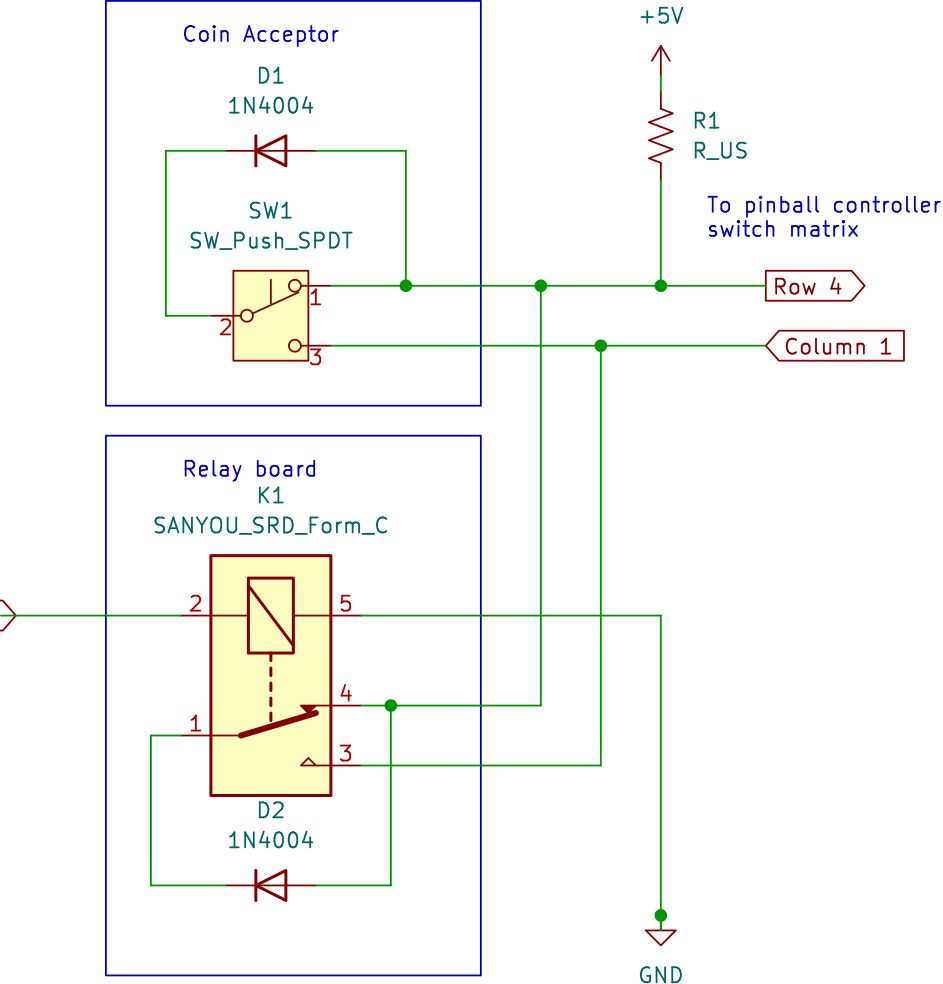 Coin Acceptor
D1
1N4004
SW1
SW_Push_SPDT
1
2
3
+5V
R1
R_US
To pinball controller
switch matrix
Row 4
Column 1
Relay board
K1
SANYOU_SRD_Form_C
2
5
4
1
3
D2
1N4004
GND